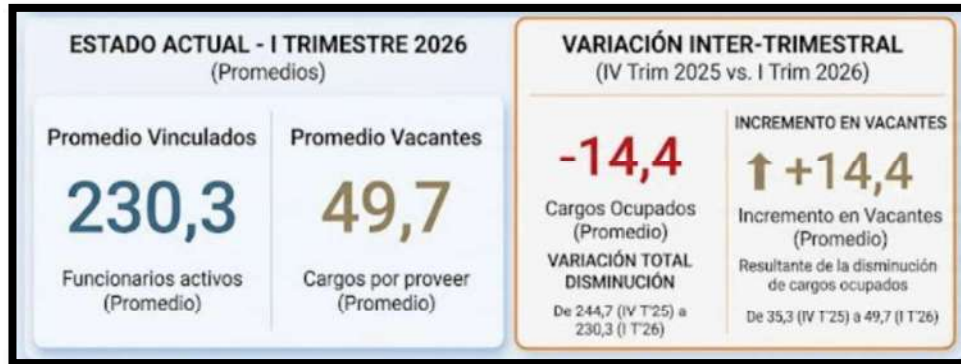 ESTADO ACTUAL - I TRIMESTRE 2026
(Promedios)
Promedio Vinculados
230,3
Funcionarios activos
(Promedio)
Promedio Vacantes
49,7
Cargos por proveer
(Promedio)
VARIACIÓN INTER-TRIMESTRAL
(IV Trim 2025 vs. I Trim 2026)
-14,4
Cargos Ocupados
(Promedio)
VARIACIÓN TOTAL
DISMINUCIÓN
De 244,7 (IV T'25) a
230,3 (I T'26)
INCREMENTO EN VACANTES
⬆ +14,4
Incremento en Vacantes
(Promedio)
Resultante de la disminución
de cargos ocupados
De 35,3 (IV T'25) a 49,7 (I T'26)